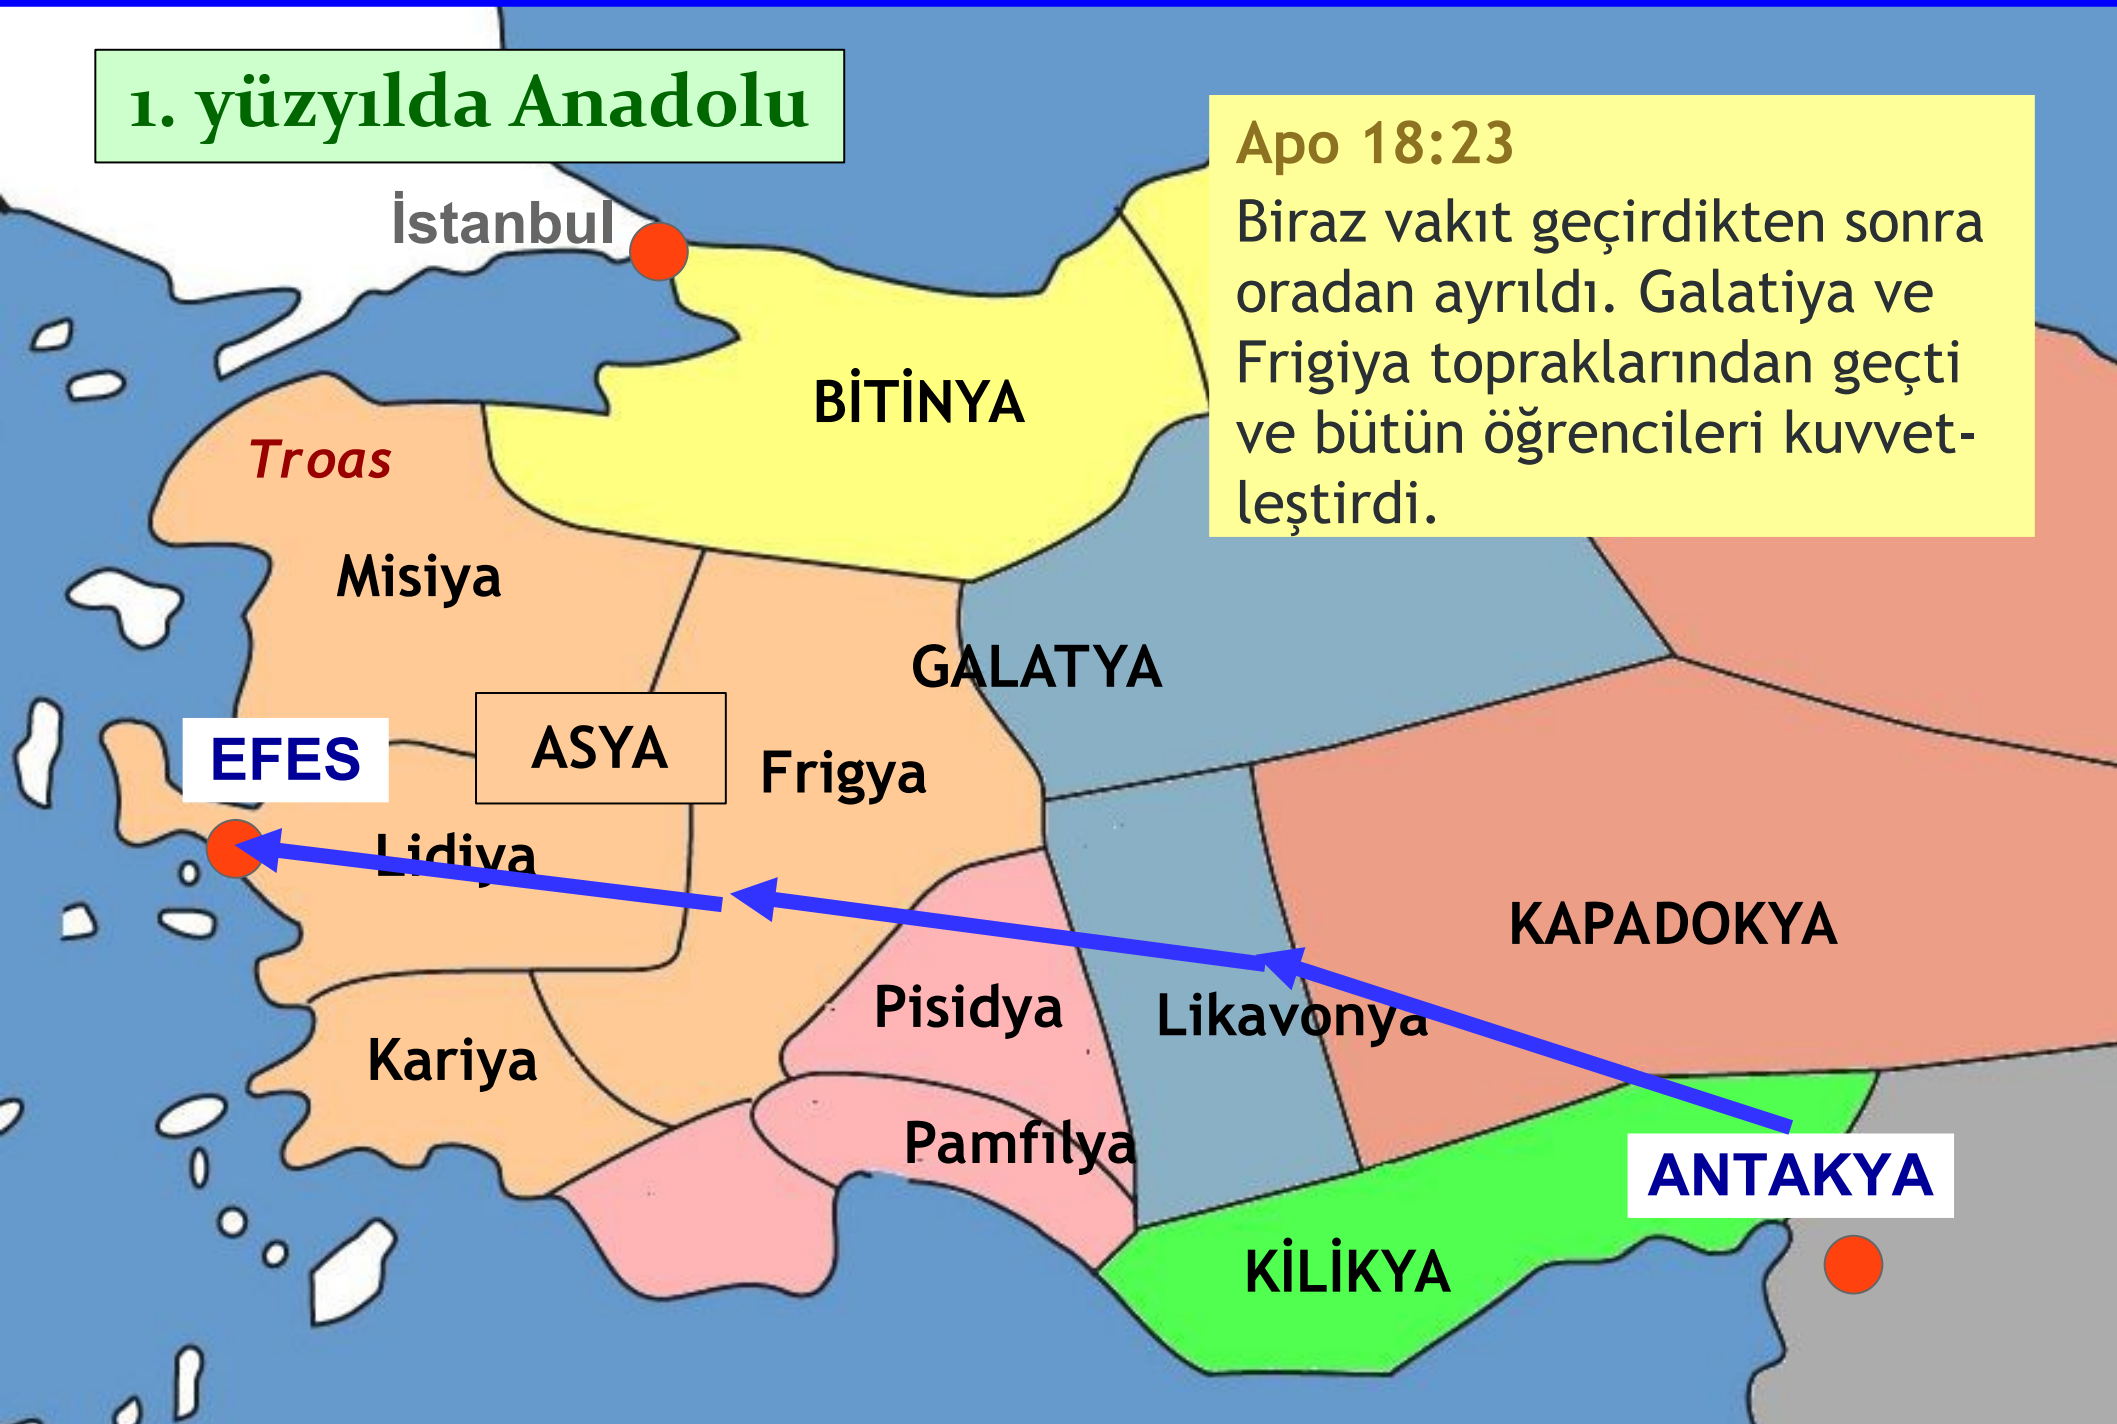 1. yüzyılda Anadolu
Apo 18:23
Biraz vakıt geçirdikten sonra
oradan ayrıldı. Galatiya ve
Frigiya topraklarından geçti
ve bütün öğrencileri kuvvet-
leştirdi.
İstanbul
BİTİNYA
Troas
Misiya
GALATYA
EFES
ASYA
Frigya
Lidiya
KAPADOKYA
Pisidya
Likavonya
Kariya
Pamfilya
ANTAKYA
KİLİKYA